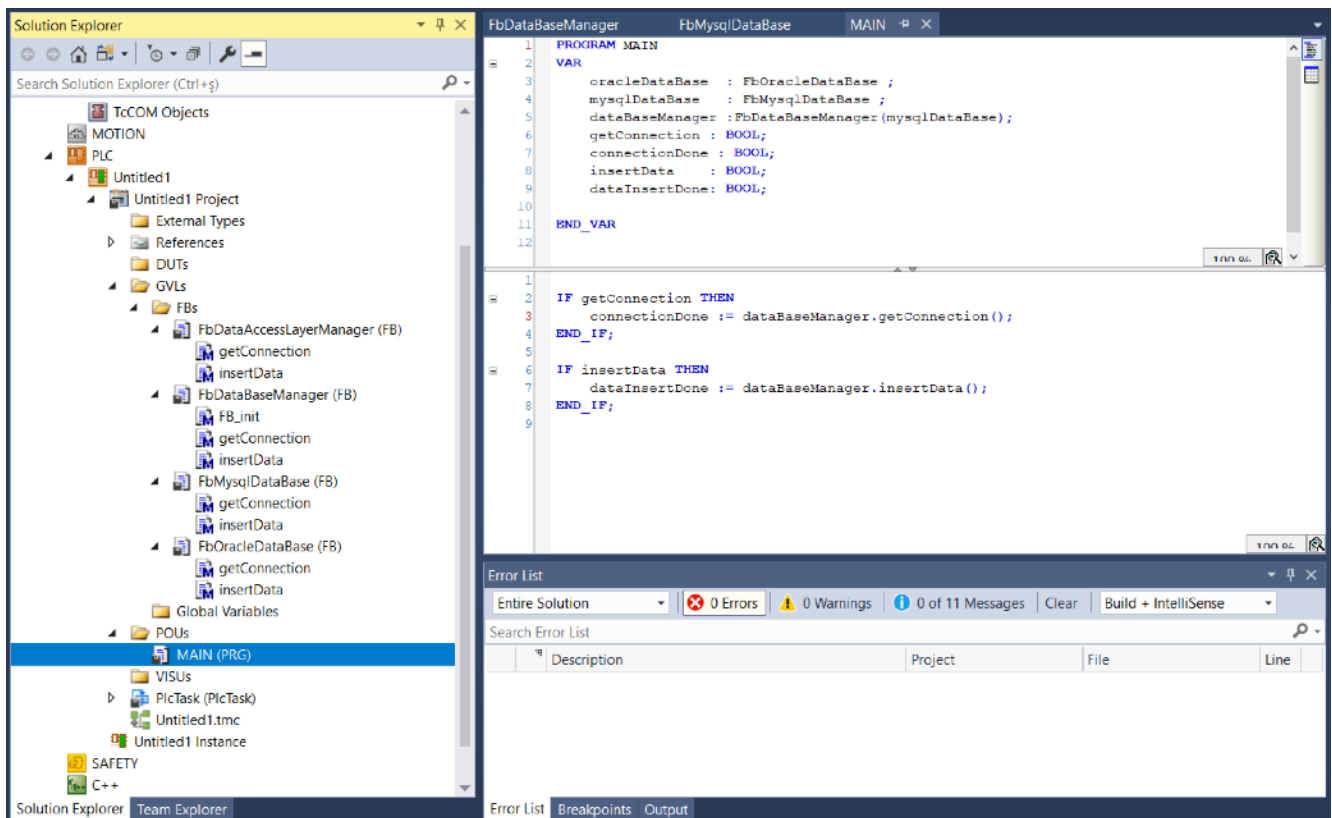 Solution Explorer
Search Solution Explorer (Ctrl+ş)
TcCOM Objects
MOTION
PLC
Untitled1
Untitled1 Project
External Types
References
DUTs
GVLs
FBs
FbDataAccessLayerManager (FB)
getConnection
insertData
FbDataBaseManager (FB)
FB_init
getConnection
insertData
FbMysqlDataBase (FB)
getConnection
insertData
FbOracleDataBase (FB)
getConnection
insertData
Global Variables
POUs
MAIN (PRG)
VISUs
PlcTask (PlcTask)
Untitled1.tmc
Untitled1 Instance
SAFETY
C++
Solution Explorer Team Explorer
FbDataBaseManager FbMysqlDataBase MAIN
1 PROGRAM MAIN
2 VAR
3 oracleDataBase : FbOracleDataBase ;
4 mysqlDataBase : FbMysqlDataBase ;
5 dataBaseManager :FbDataBaseManager(mysqlDataBase);
6 getConnection : BOOL;
7 connectionDone : BOOL;
8 insertData : BOOL;
9 dataInsertDone: BOOL;
10
11 END_VAR
12
100 %
1
2 IF getConnection THEN
3 connectionDone := dataBaseManager.getConnection();
4 END_IF;
5
6 IF insertData THEN
7 dataInsertDone := dataBaseManager.insertData();
8 END_IF;
9
100 %
Error List
Entire Solution 0 Errors 0 Warnings 0 of 11 Messages Clear Build + IntelliSense
Search Error List
Description Project File Line
Error List Breakpoints Output